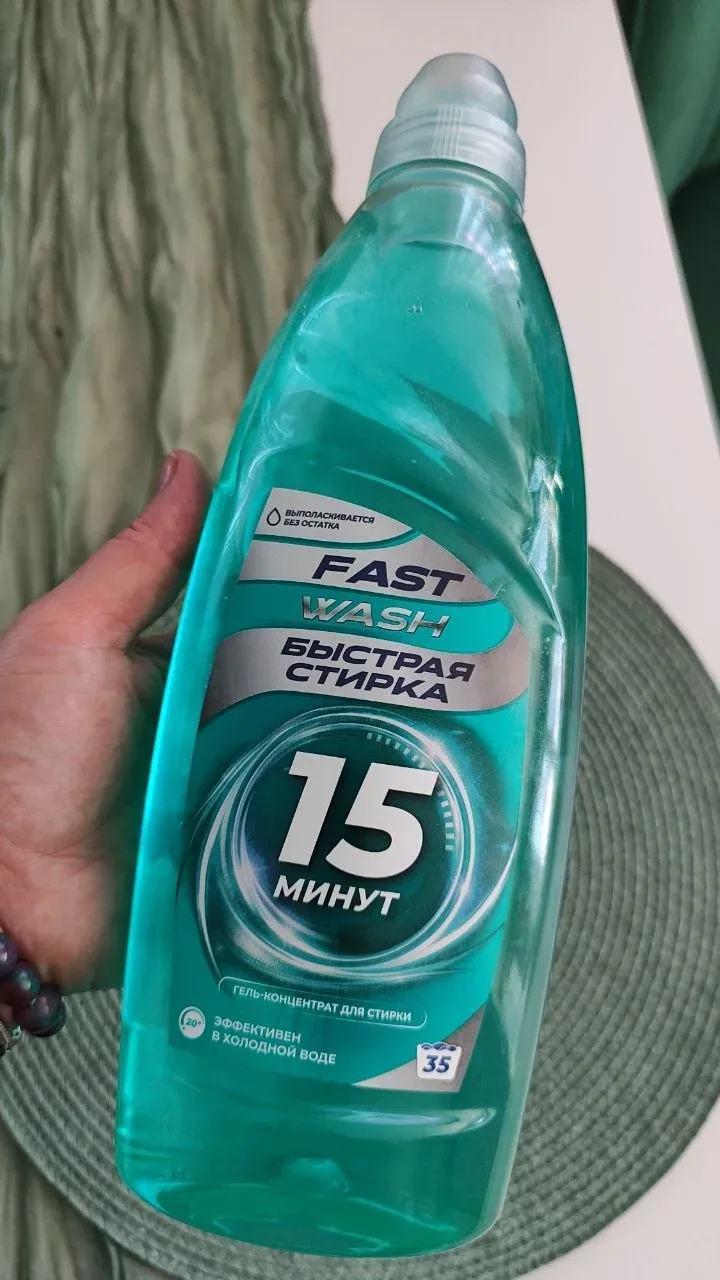 ВЫПОЛАСКИВАЕТСЯ
БЕЗ ОСТАТКА
FAST
WASH
БЫСТРАЯ
СТИРКА
15
МИНУТ
ГЕЛЬ-КОНЦЕНТРАТ ДЛЯ СТИРКИ
20°
ЭФФЕКТИВЕН
В ХОЛОДНОЙ ВОДЕ
35